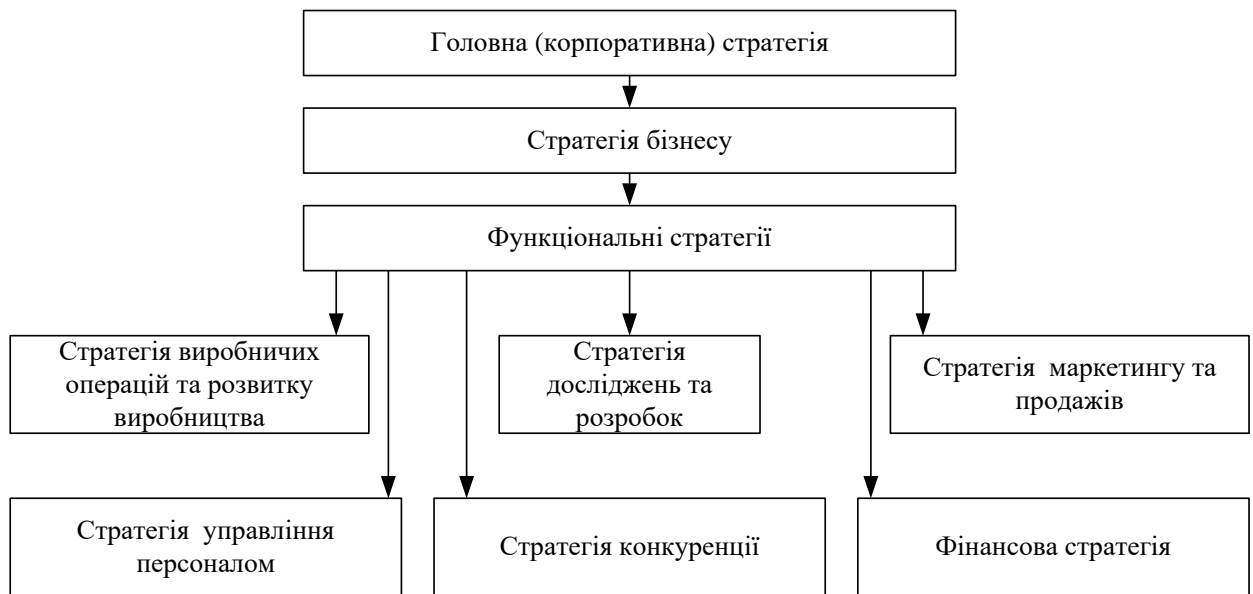 Головна (корпоративна) стратегія
Стратегія бізнесу
Функціональні стратегії
Стратегія виробничих
операцій та розвитку
виробництва
Стратегія
досліджень та
розробок
Стратегія  маркетингу та
продажів
Стратегія  управління
персоналом
Стратегія конкуренції
Фінансова стратегія